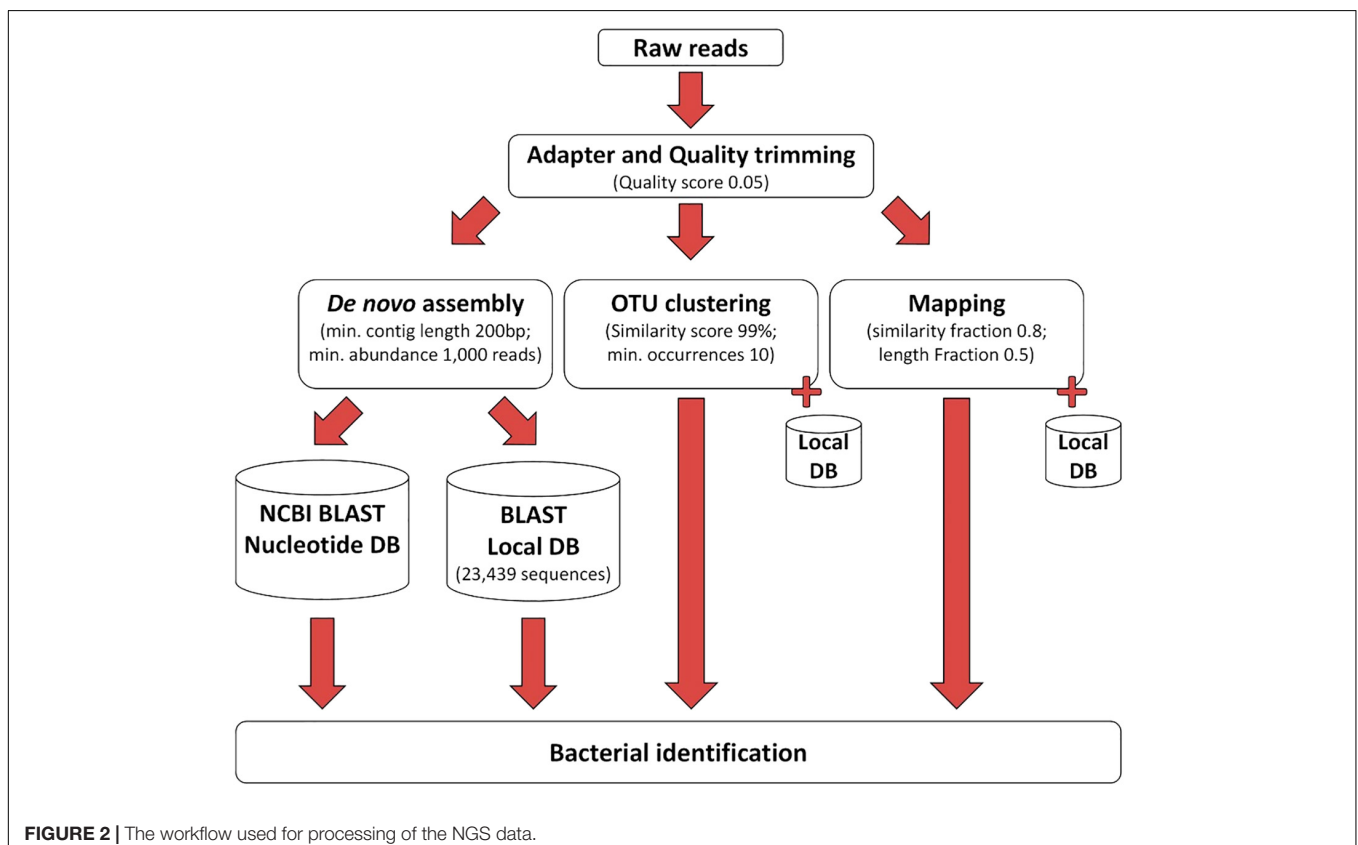 Raw reads
Adapter and Quality trimming
(Quality score 0.05)
De novo assembly
(min. contig length 200bp;
min. abundance 1,000 reads)
OTU clustering
(Similarity score 99%;
min. occurrences 10)
Mapping
(similarity fraction 0.8;
length Fraction 0.5)
Local
DB
Local
DB
NCBI BLAST
Nucleotide DB
BLAST
Local DB
(23,439 sequences)
Bacterial identification
FIGURE 2 | The workflow used for processing of the NGS data.